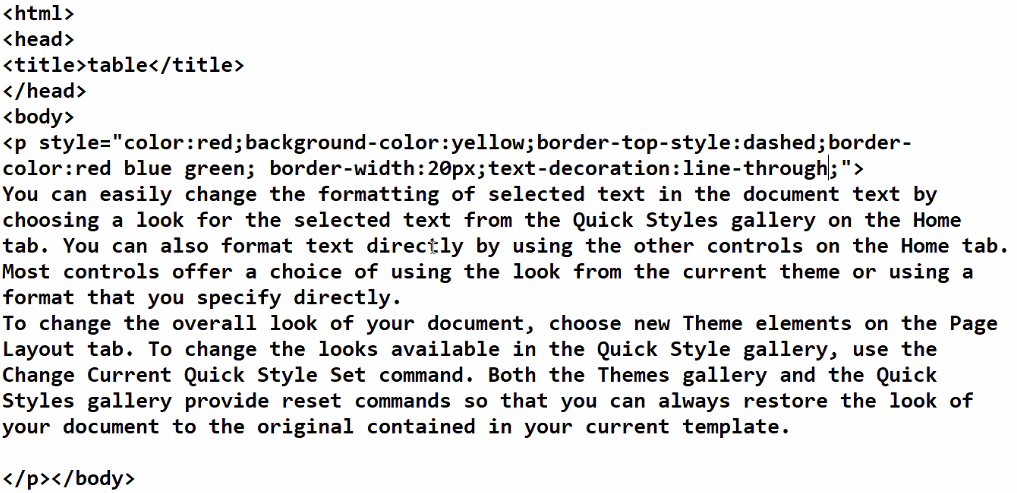 <html>
<head>
<title>table</title>
</head>
<body>
<p style="color:red;background-color:yellow;border-top-style:dashed;border-
color:red blue green; border-width:20px;text-decoration:line-through;">
You can easily change the formatting of selected text in the document text by
choosing a look for the selected text from the Quick Styles gallery on the Home
tab. You can also format text directly by using the other controls on the Home tab.
Most controls offer a choice of using the look from the current theme or using a
format that you specify directly.
To change the overall look of your document, choose new Theme elements on the Page
Layout tab. To change the looks available in the Quick Style gallery, use the
Change Current Quick Style Set command. Both the Themes gallery and the Quick
Styles gallery provide reset commands so that you can always restore the look of
your document to the original contained in your current template.
</p></body>